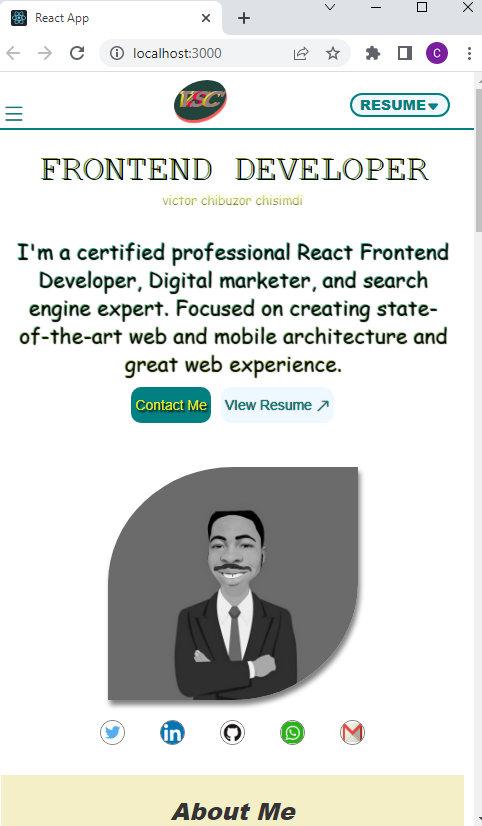 React App
localhost:3000
C
VSC
RESUME
FRONTEND DEVELOPER
victor chibuzor chisimdi
I'm a certified professional React Frontend
Developer, Digital marketer, and search
engine expert. Focused on creating state-
of-the-art web and mobile architecture and
great web experience.
Contact Me
VIew Resume ↗
in
About Me